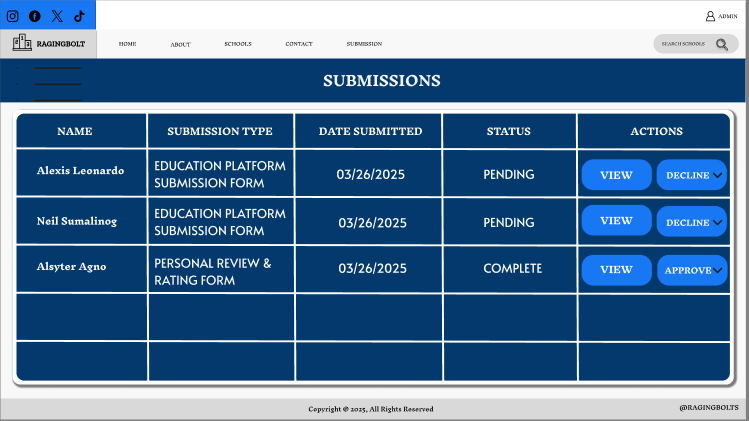 ADMIN
RAGINGBOLT
HOME
ABOUT
SCHOOLS
CONTACT
SUBMISSION
SEARCH SCHOOLS
SUBMISSIONS
NAME
SUBMISSION TYPE
DATE SUBMITTED
STATUS
ACTIONS
Alexis Leonardo
EDUCATION PLATFORM
SUBMISSION FORM
03/26/2025
PENDING
VIEW
DECLINE
Neil Sumalinog
EDUCATION PLATFORM
SUBMISSION FORM
03/26/2025
PENDING
VIEW
DECLINE
Alsyter Agno
PERSONAL REVIEW &
RATING FORM
03/26/2025
COMPLETE
VIEW
APPROVE
Copyright @ 2025, All Rights Reserved
@RAGINGBOLTS